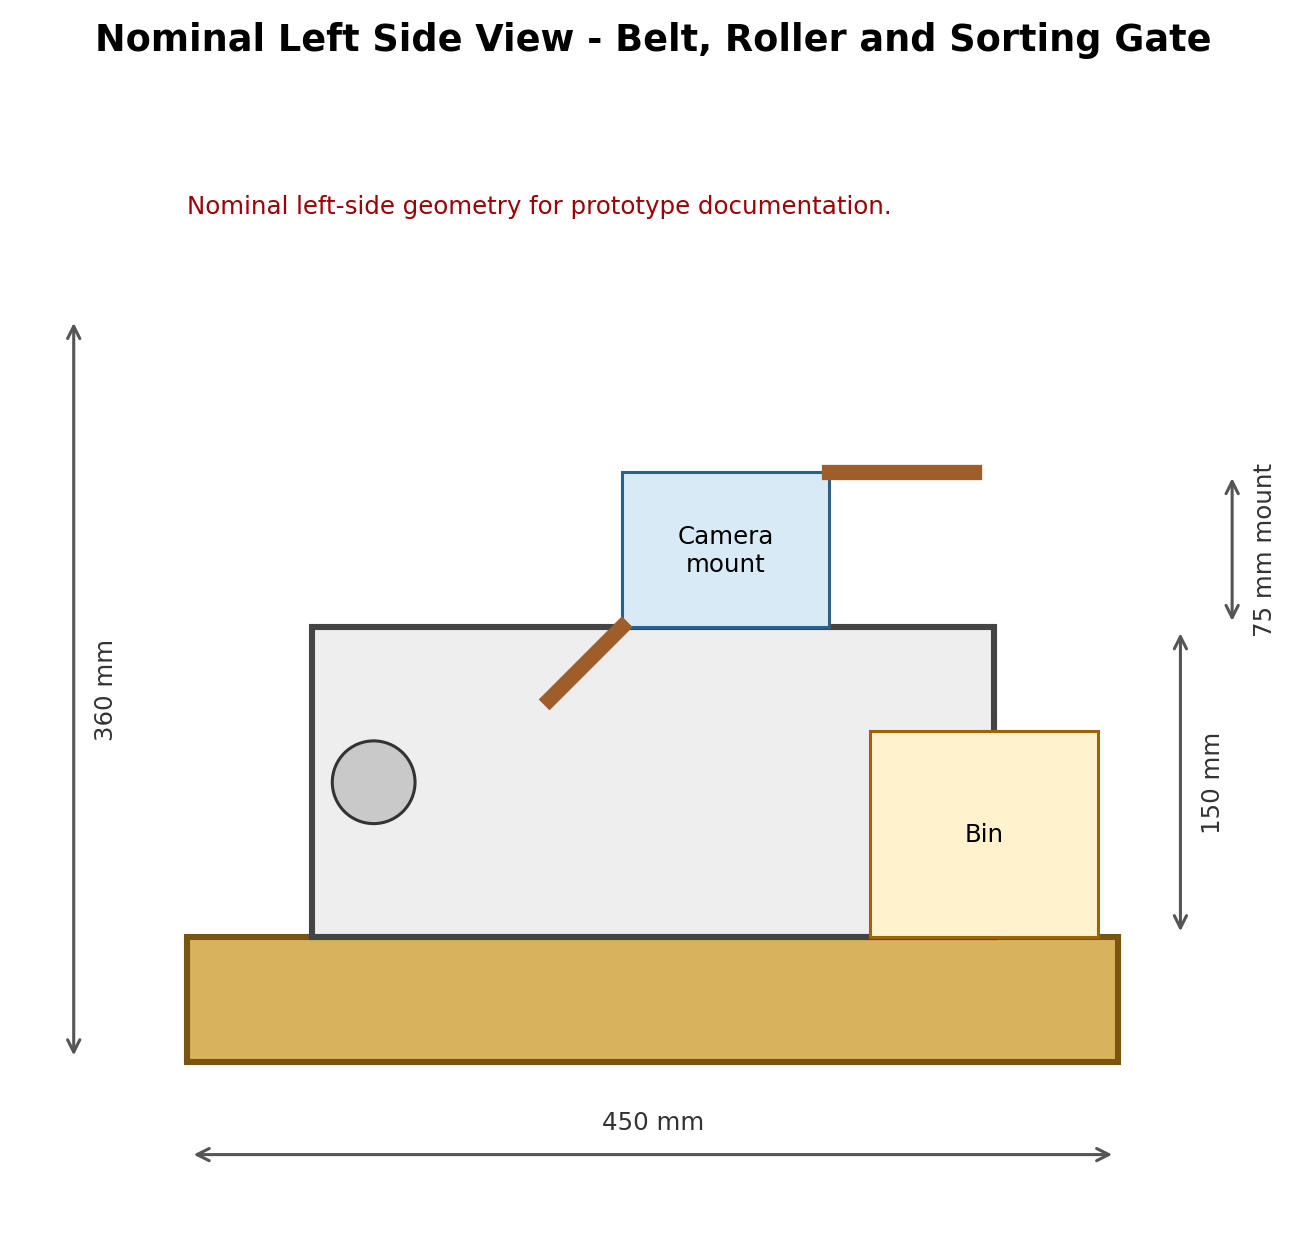 Nominal Left Side View - Belt, Roller and Sorting Gate
Nominal left-side geometry for prototype documentation.
Camera
mount
75 mm mount
360 mm
150 mm
Bin
450 mm